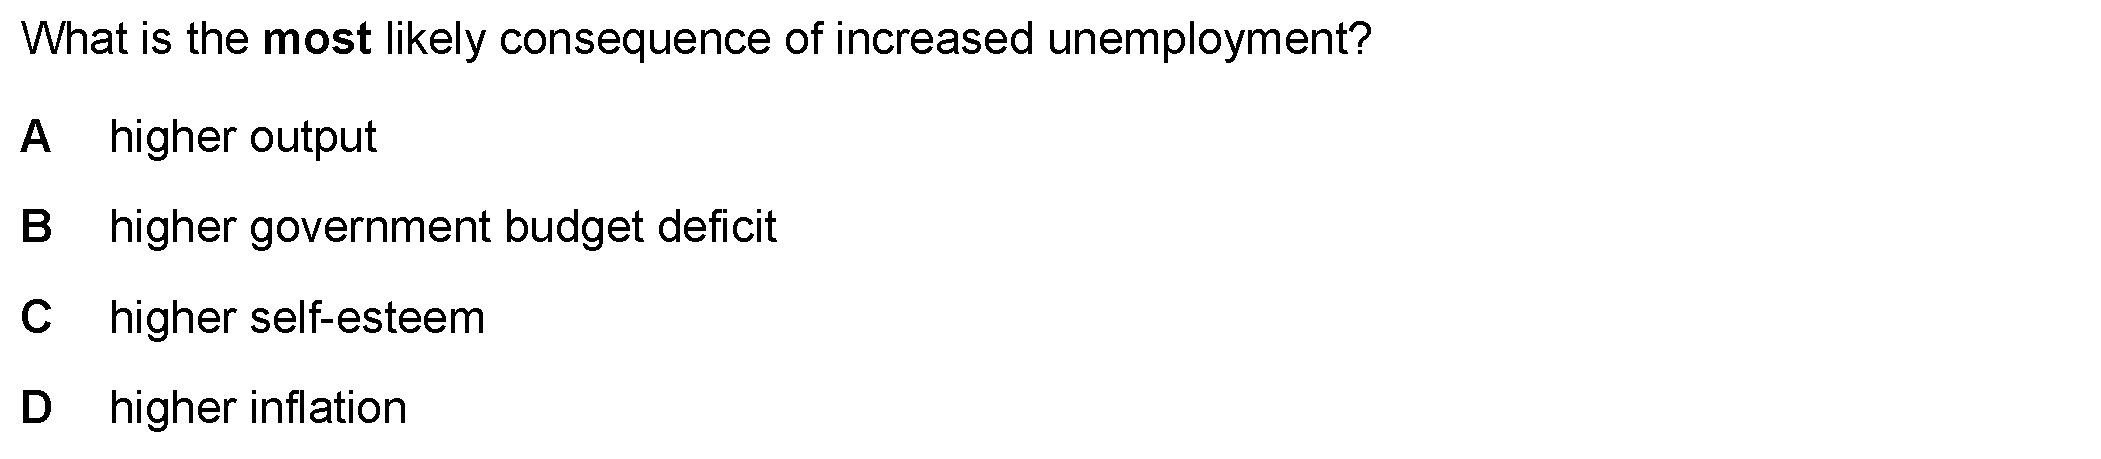 What is the most likely consequence of increased unemployment?
A higher output
B higher government budget deficit
C higher self-esteem
D higher inflation